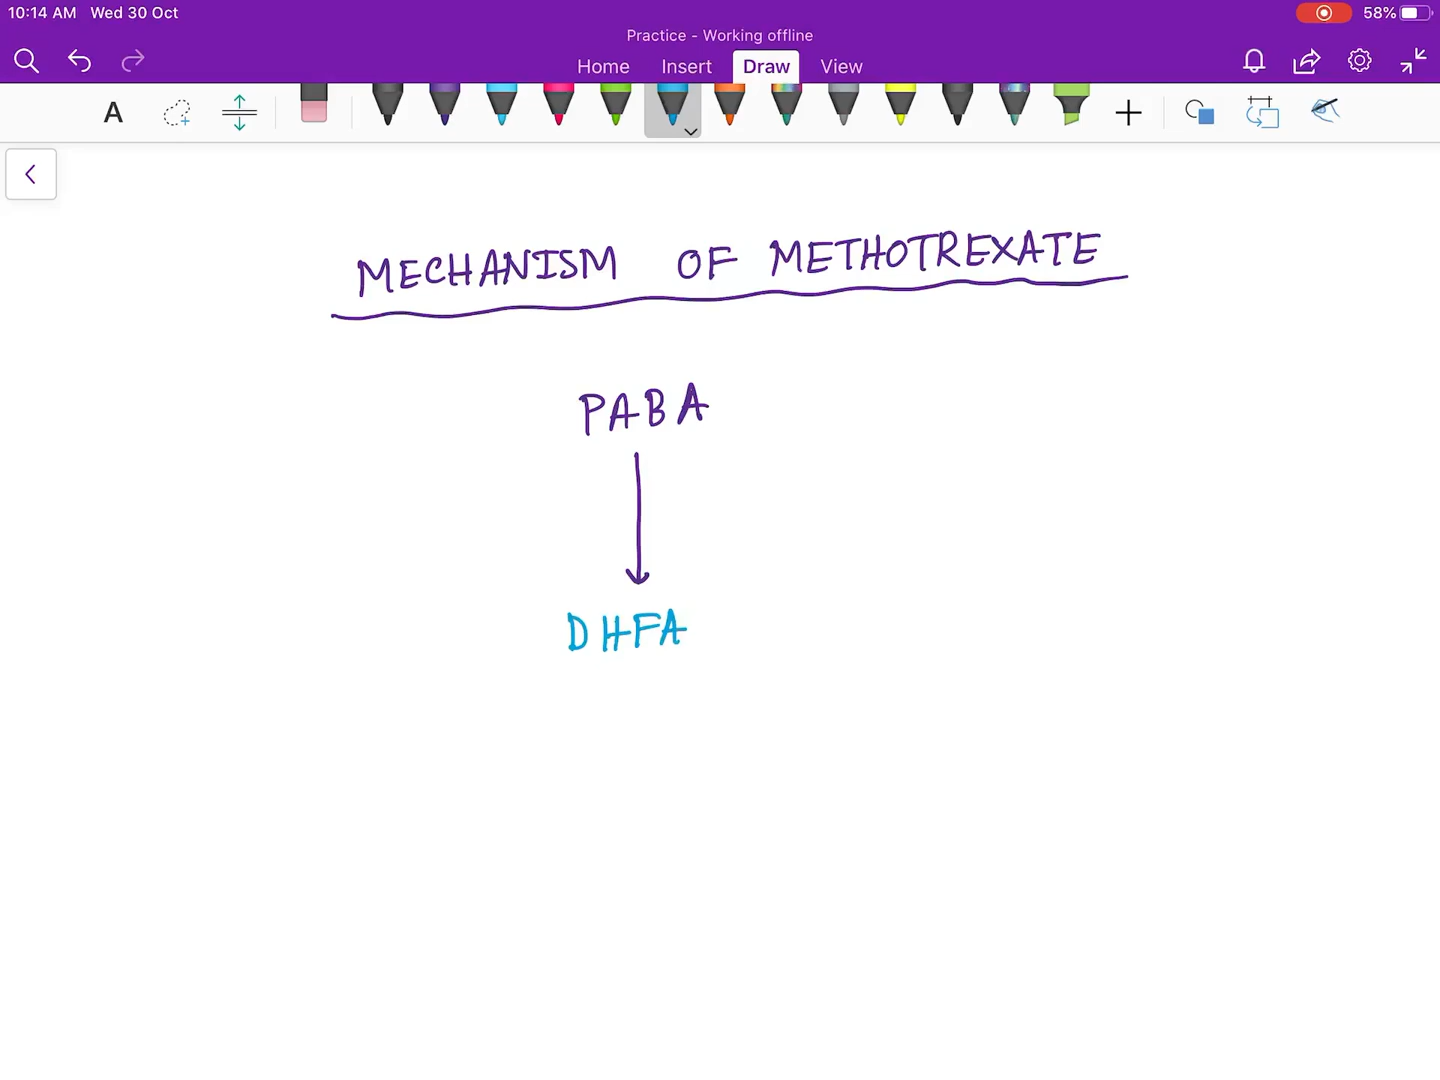 10:14 AM Wed 30 Oct
58%
Practice - Working offline
Home Insert Draw View
A
MECHANISM OF METHOTREXATE
PABA
DHFA